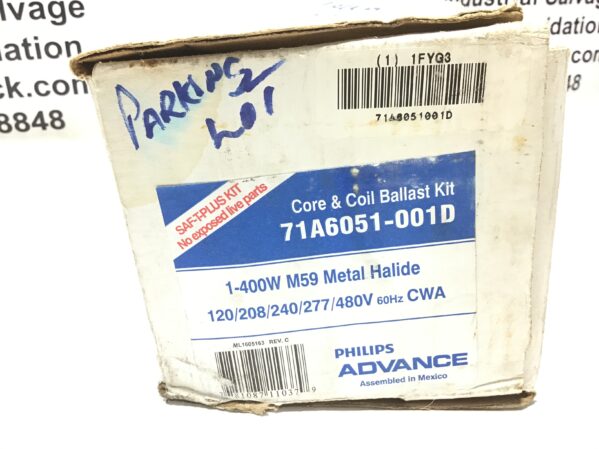 Salvage
dation
ck.com
8848
(1) 1FYG3
71A6051001D
PARKING
LOT
SAF-T-PLUS KIT
No exposed live parts
Core & Coil Ballast Kit
71A6051-001D
1-400W M59 Metal Halide
120/208/240/277/480V 60Hz CWA
ML1605163 REV. C
PHILIPS
ADVANCE
Assembled in Mexico